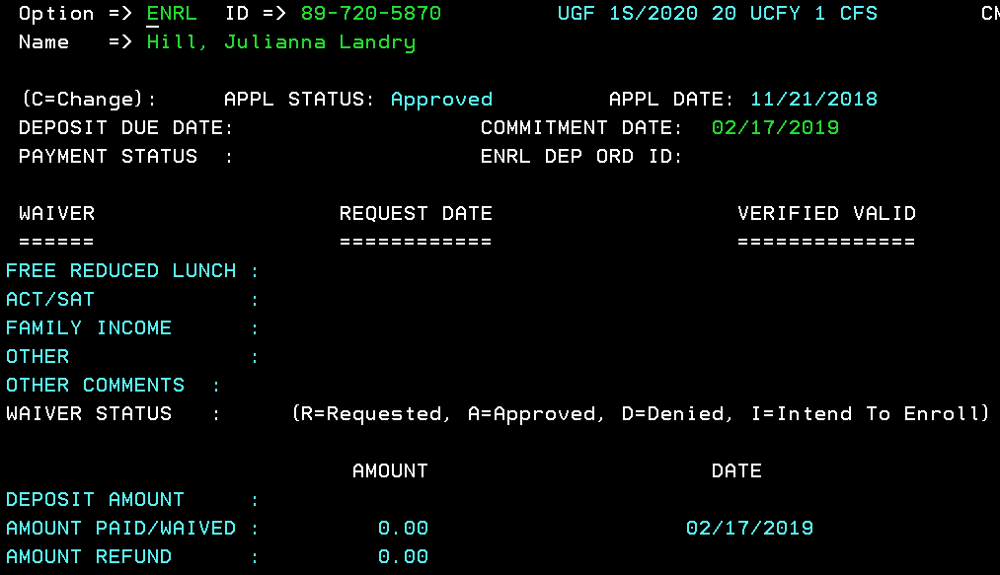 Option => ENRL ID => 89-720-5870 UGF 1S/2020 20 UCFY 1 CFS
Name => Hill, Julianna Landry
(C=Change): APPL STATUS: Approved APPL DATE: 11/21/2018
DEPOSIT DUE DATE: COMMITMENT DATE: 02/17/2019
PAYMENT STATUS : ENRL DEP ORD ID:
WAIVER REQUEST DATE VERIFIED VALID
====== ============ ==============
FREE REDUCED LUNCH :
ACT/SAT :
FAMILY INCOME :
OTHER :
OTHER COMMENTS :
WAIVER STATUS : (R=Requested, A=Approved, D=Denied, I=Intend To Enroll)
AMOUNT DATE
DEPOSIT AMOUNT :
AMOUNT PAID/WAIVED : 0.00 02/17/2019
AMOUNT REFUND : 0.00